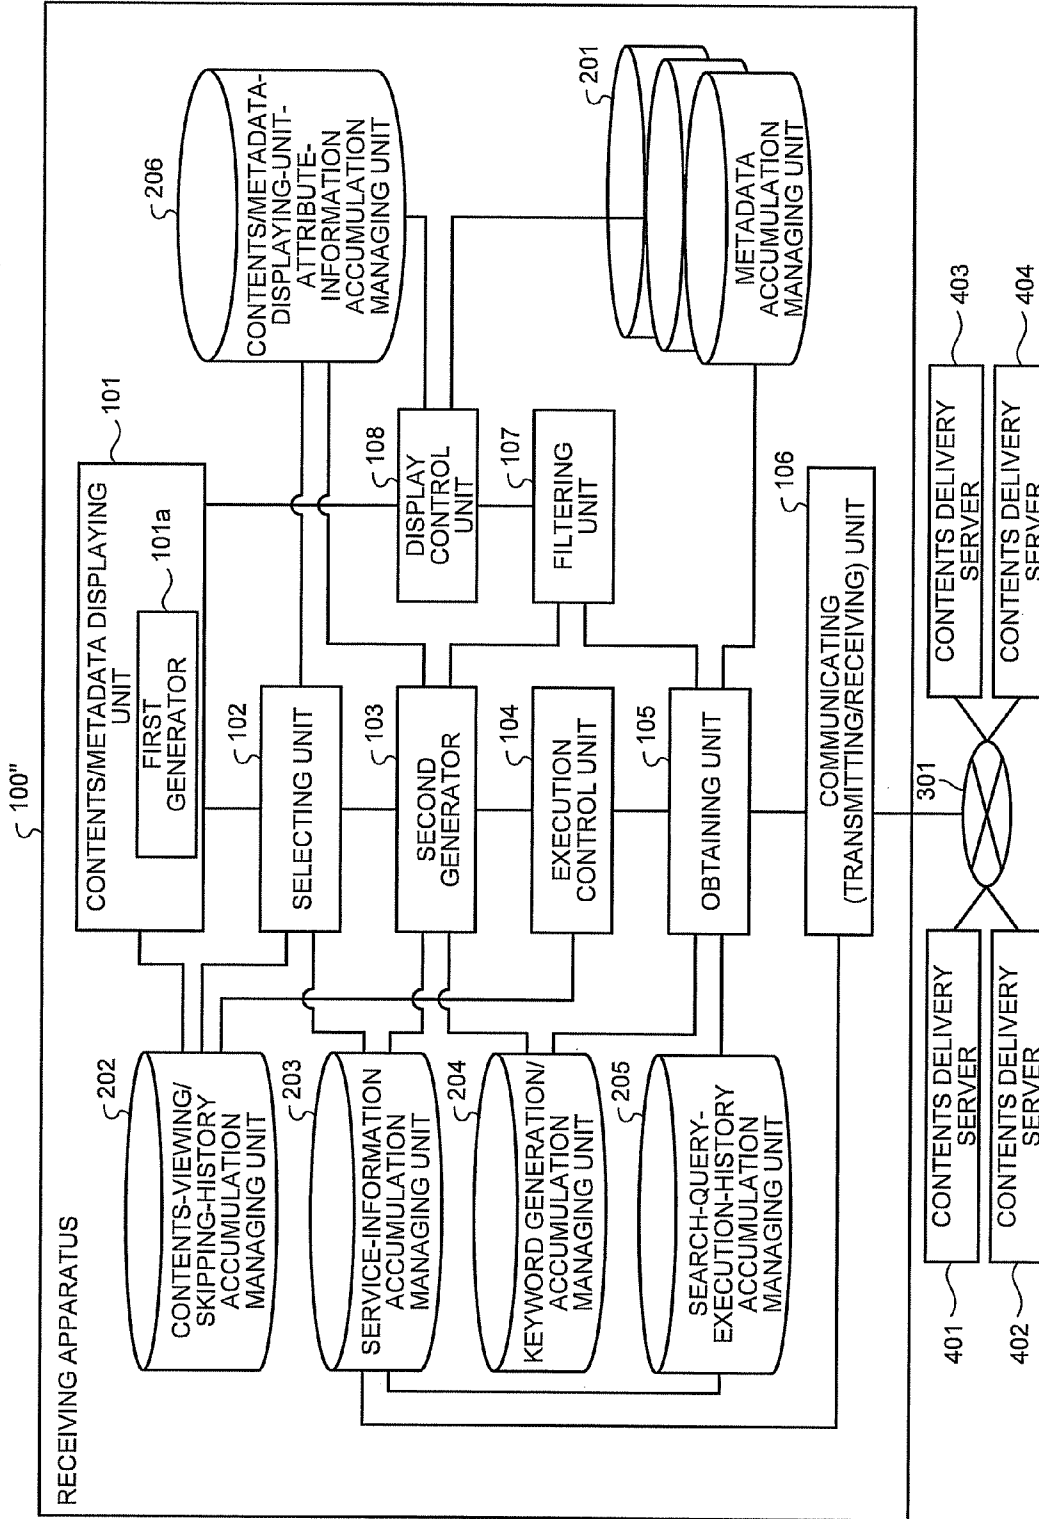 100"
RECEIVING APPARATUS
CONTENTS/METADATA DISPLAYING
UNIT
101
FIRST
GENERATOR
101a
206
CONTENTS/METADATA-
DISPLAYING-UNIT-
ATTRIBUTE-
INFORMATION
ACCUMULATION
MANAGING UNIT
202
CONTENTS-VIEWING/
SKIPPING-HISTORY
ACCUMULATION
MANAGING UNIT
102
SELECTING UNIT
203
SERVICE-INFORMATION
ACCUMULATION
MANAGING UNIT
103
SECOND
GENERATOR
108
DISPLAY
CONTROL
UNIT
204
KEYWORD GENERATION/
ACCUMULATION
MANAGING UNIT
104
EXECUTION
CONTROL UNIT
107
FILTERING
UNIT
201
METADATA
ACCUMULATION
MANAGING UNIT
205
SEARCH-QUERY-
EXECUTION-HISTORY
ACCUMULATION
MANAGING UNIT
105
OBTAINING UNIT
106
COMMUNICATING
(TRANSMITTING/RECEIVING) UNIT
301
401
CONTENTS DELIVERY
SERVER
403
CONTENTS DELIVERY
SERVER
402
CONTENTS DELIVERY
SERVER
404
CONTENTS DELIVERY
SERVER